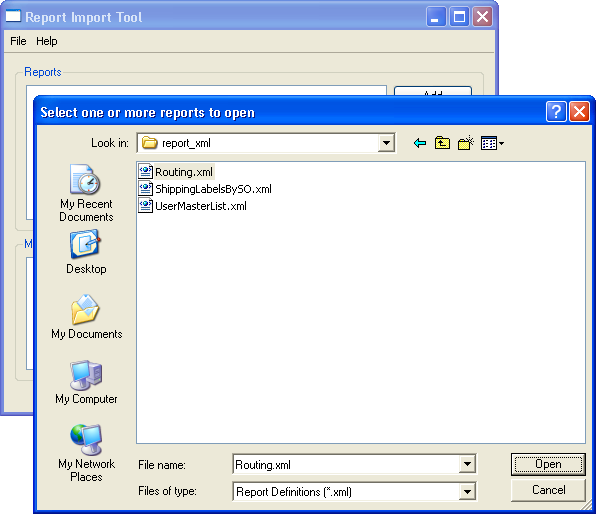 Report Import Tool
File Help
Reports
Add
Select one or more reports to open
Look in: report_xml
Routing.xml
ShippingLabelsBySO.xml
UserMasterList.xml
My Recent
Documents
Desktop
My Documents
My Computer
My Network
Places
File name: Routing.xml Open
Files of type: Report Definitions (*.xml) Cancel